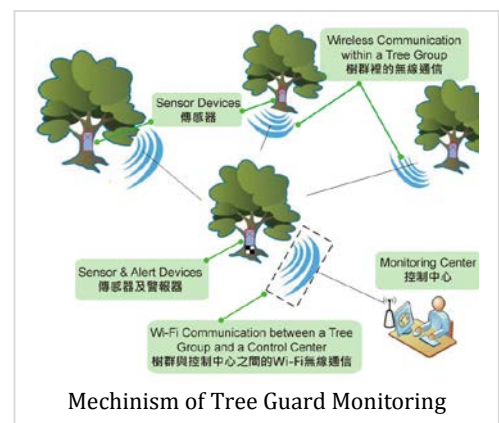 Wireless Communication
within a Tree Group
樹群裡的無線通信
Sensor Devices
傳感器
Sensor & Alert Devices
傳感器及警報器
Monitoring Center
控制中心
Wi-Fi Communication between a Tree
Group and a Control Center
樹群與控制中心之間的Wi-Fi無線通信
Mechinism of Tree Guard Monitoring